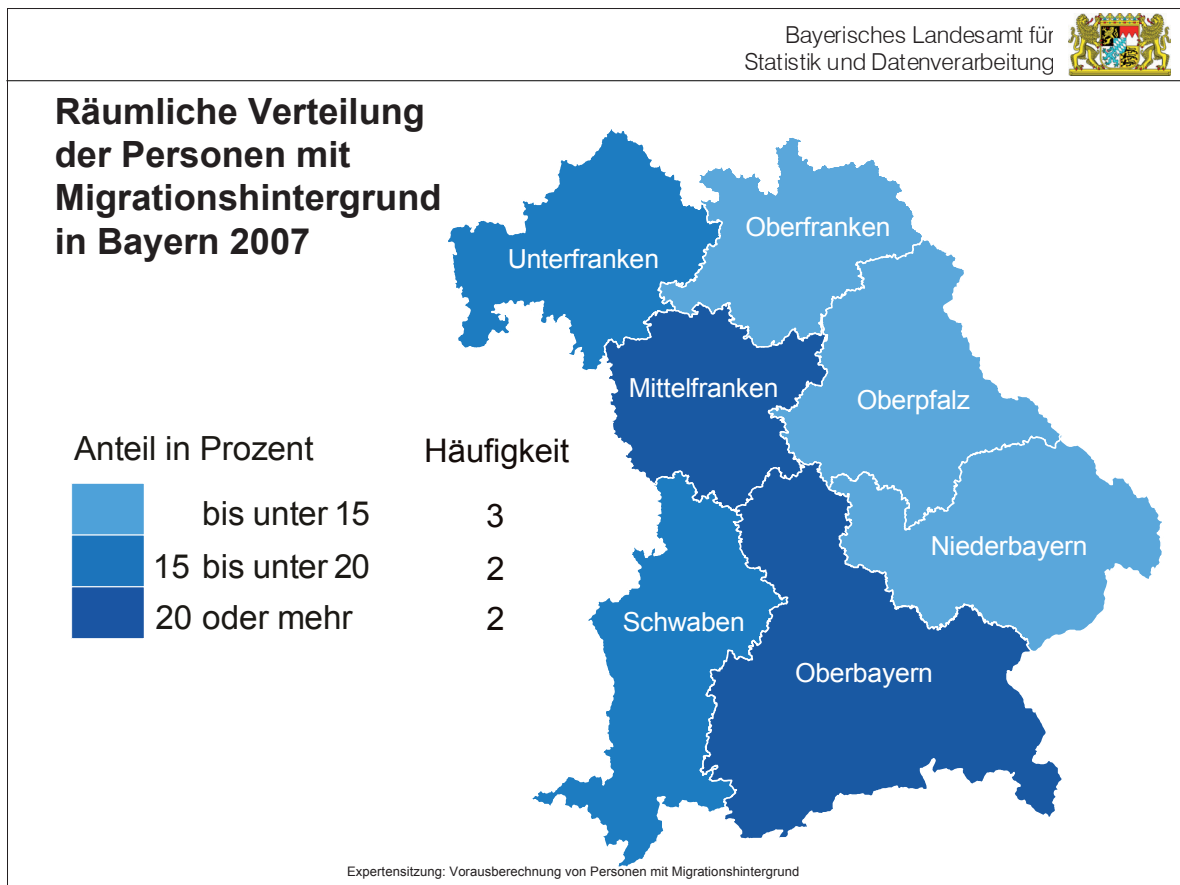 Bayerisches Landesamt für
Statistik und Datenverarbeitung
Räumliche Verteilung
der Personen mit
Migrationshintergrund
in Bayern 2007
Oberfranken
Unterfranken
Mittelfranken
Oberpfalz
Niederbayern
Schwaben
Oberbayern
Anteil in Prozent Häufigkeit
bis unter 15 3
15 bis unter 20 2
20 oder mehr 2
Expertensitzung: Vorausberechnung von Personen mit Migrationshintergrund